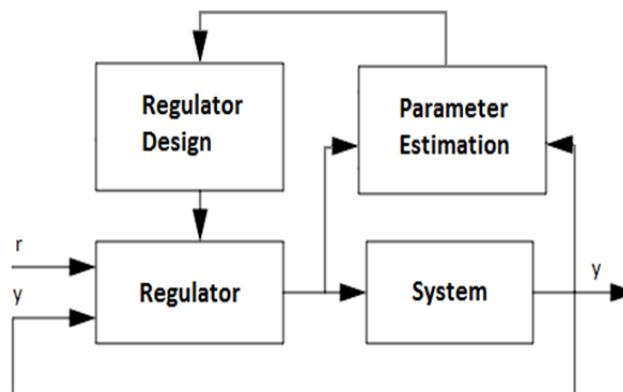 Regulator
Design
Parameter
Estimation
r
y
Regulator
System
y